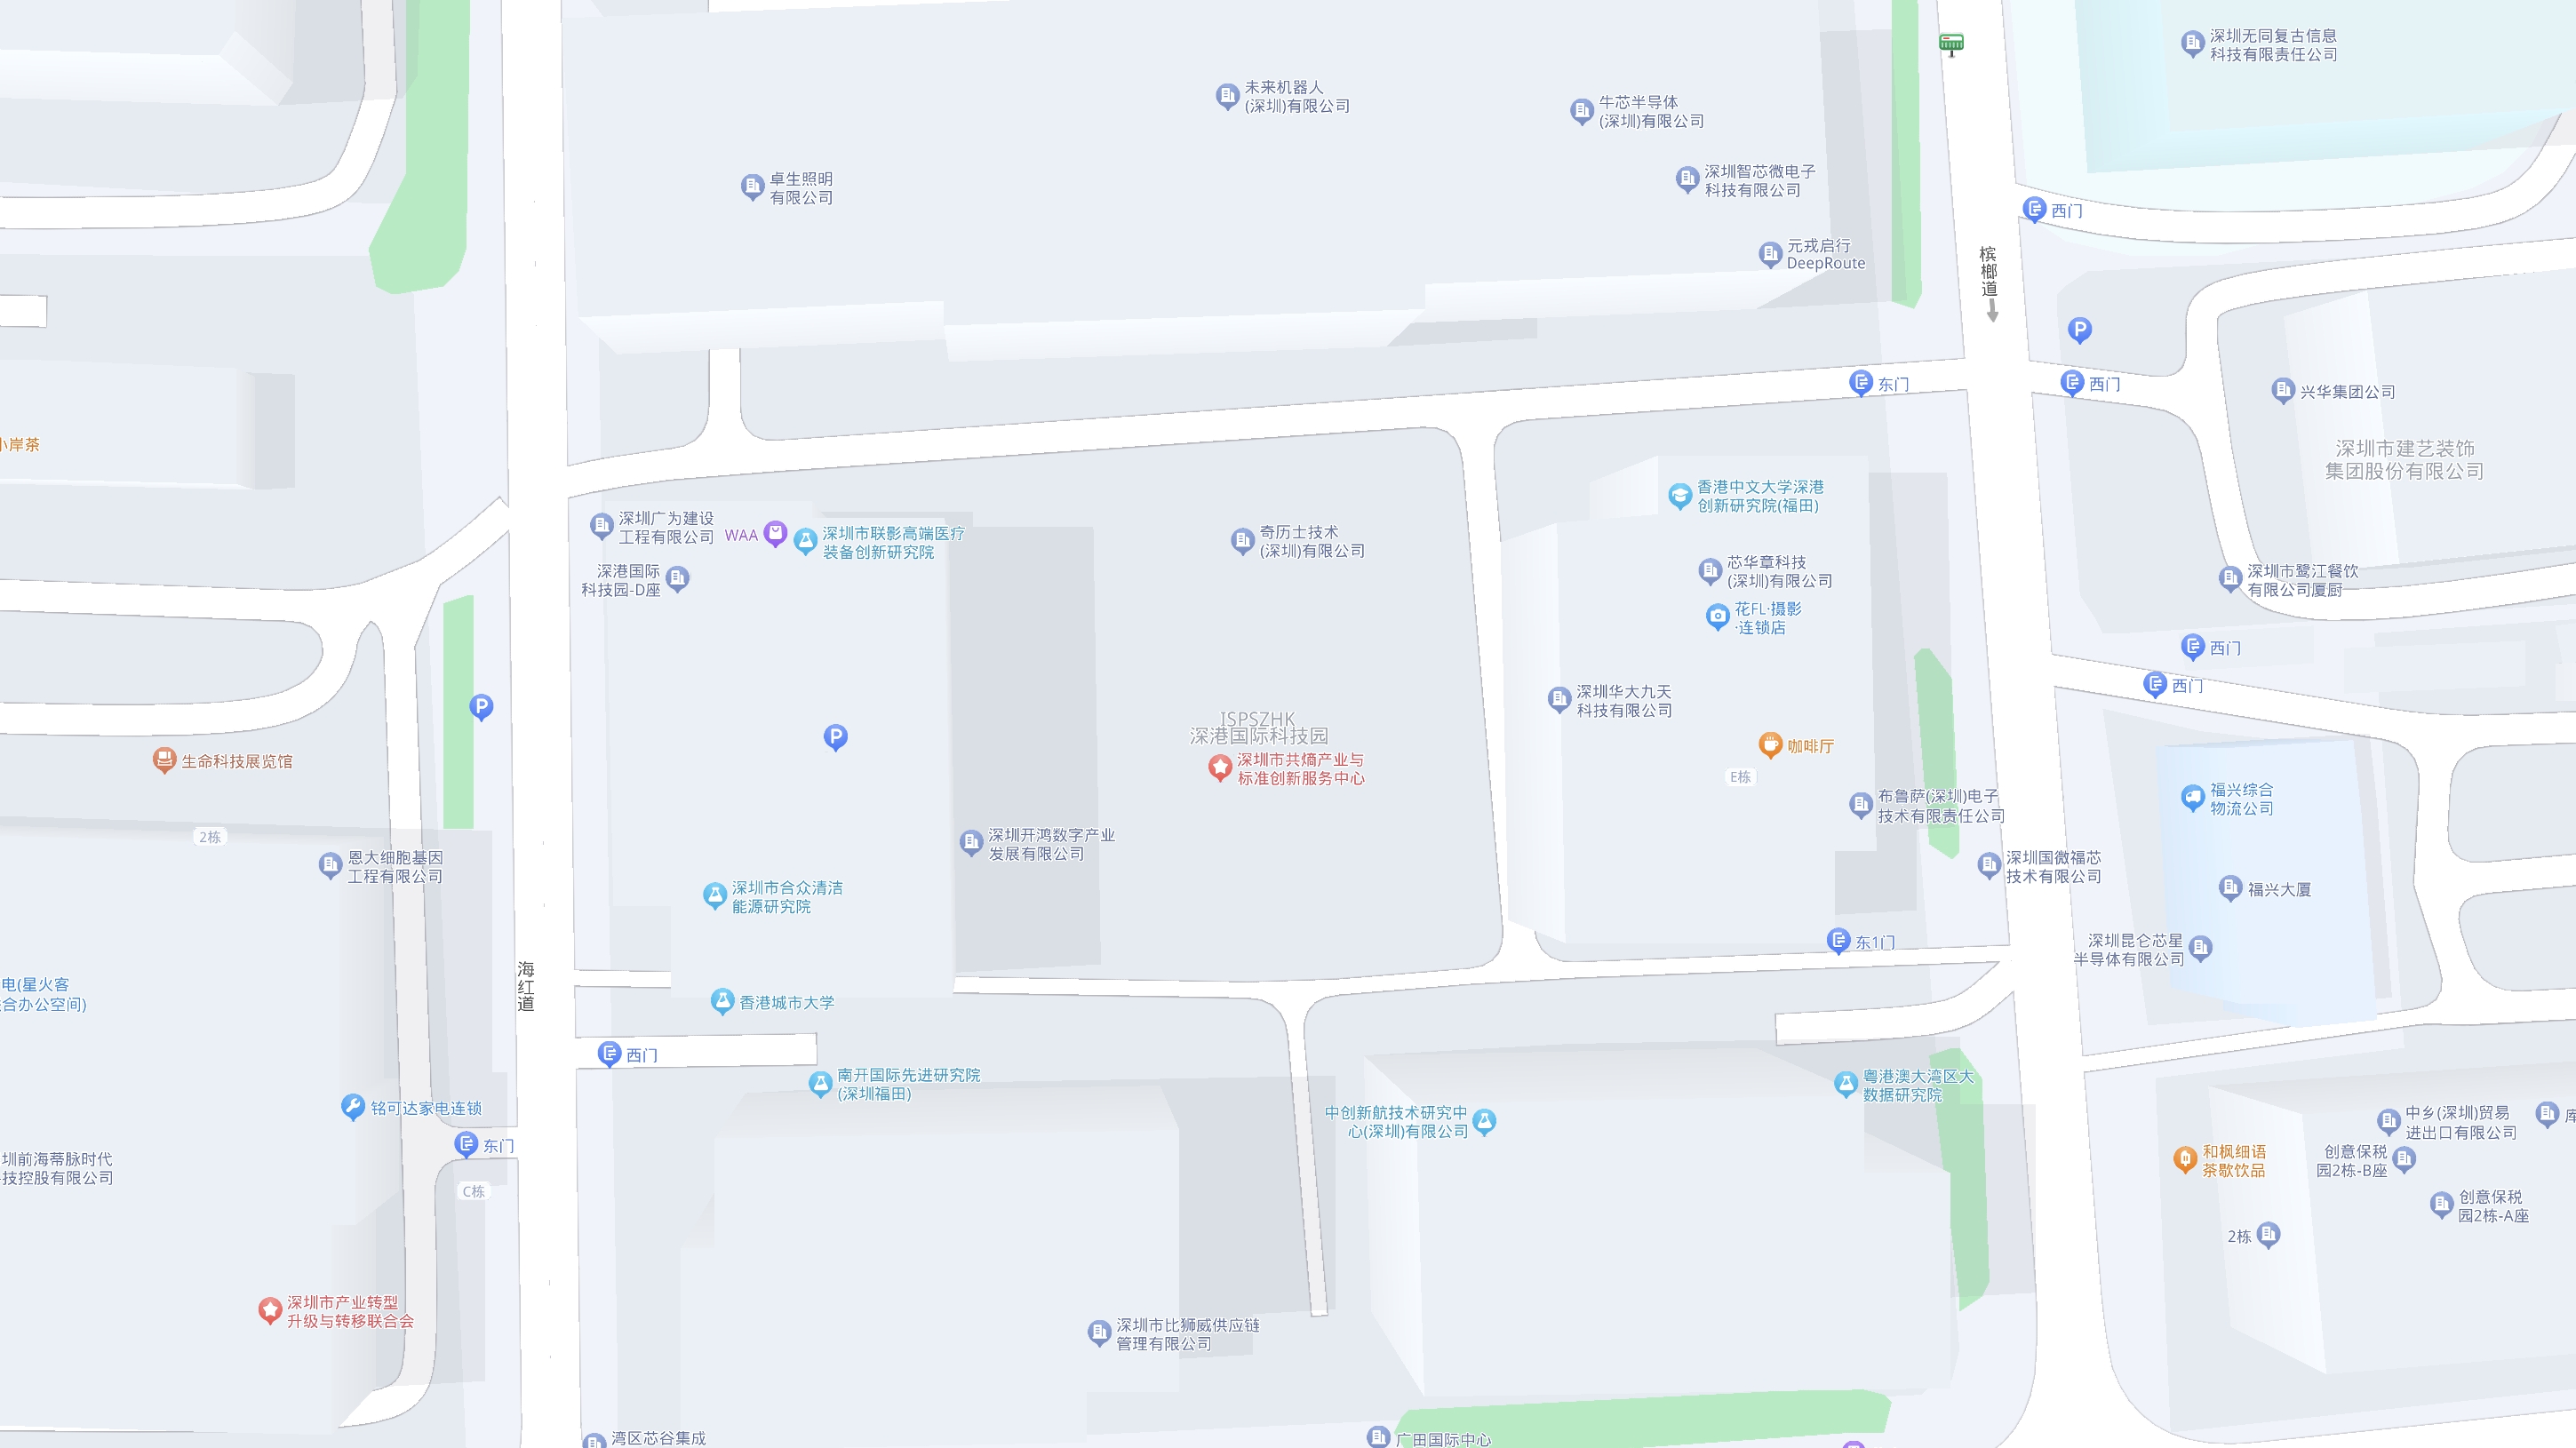 深圳无同复古信息
科技有限责任公司
未来机器人
(深圳)有限公司
牛芯半导体
(深圳)有限公司
卓生照明
有限公司
深圳智芯微电子
科技有限公司
西门
元戎启行
DeepRoute
槟榔道
P
东门
西门
兴华集团公司
小岸茶
深圳市建艺装饰
集团股份有限公司
香港中文大学深港
创新研究院(福田)
深圳广为建设
工程有限公司
WAA
深圳市联影高端医疗
装备创新研究院
奇历士技术
(深圳)有限公司
深港国际
科技园-D座
芯华章科技
(深圳)有限公司
深圳市鹭江餐饮
有限公司厦厨
花FL·摄影
·连锁店
西门
西门
深圳华大九天
科技有限公司
P
P
ISPSZHK
深港国际科技园
深圳市共熵产业与
标准创新服务中心
咖啡厅
E栋
生命科技展览馆
福兴综合
物流公司
布鲁萨(深圳)电子
技术有限责任公司
2栋
深圳开鸿数字产业
发展有限公司
恩大细胞基因
工程有限公司
深圳国微福芯
技术有限公司
福兴大厦
深圳市合众清洁
能源研究院
东1门
深圳昆仑芯星
半导体有限公司
海红道
电(星火客
合办公空间)
香港城市大学
西门
南开国际先进研究院
(深圳福田)
粤港澳大湾区大
数据研究院
铭可达家电连锁
中创新航技术研究中
心(深圳)有限公司
中乡(深圳)贸易
进出口有限公司
库
东门
圳前海蒂脉时代
技控股有限公司
C栋
和枫细语
茶歇饮品
创意保税
园2栋-B座
创意保税
园2栋-A座
2栋
深圳市产业转型
升级与转移联合会
深圳市比狮威供应链
管理有限公司
湾区芯谷集成
广田国际中心